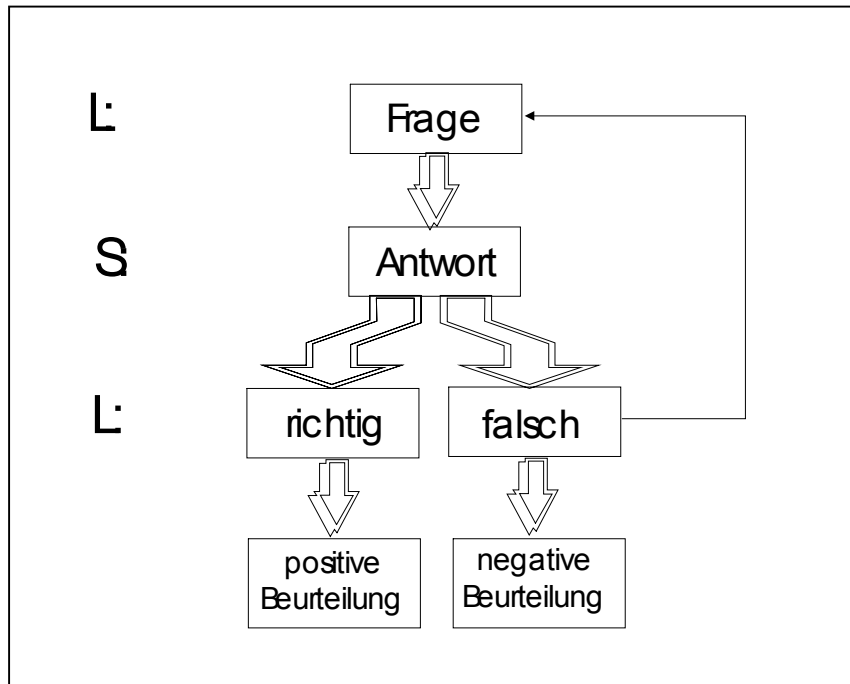 L: Frage
S: Antwort
L: richtig falsch
positive negative
Beurteilung Beurteilung